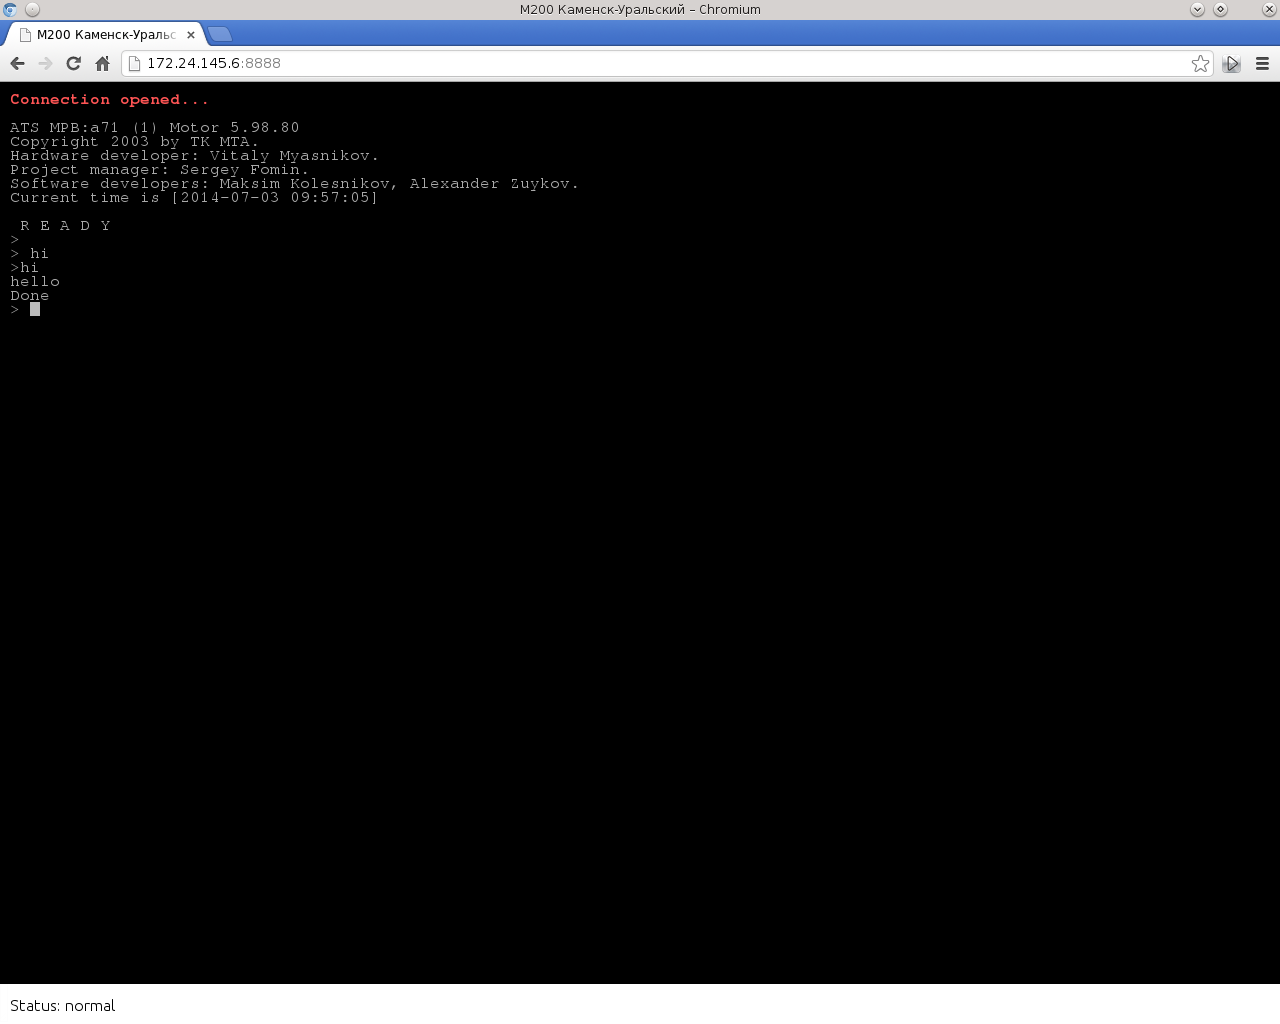 М200 Каменск-Уральский – Chromium
М200 Каменск-Уральс
172.24.145.6:8888
Connection opened...
ATS MPB:a71 (1) Motor 5.98.80
Copyright 2003 by TK MTA.
Hardware developer: Vitaly Myasnikov.
Project manager: Sergey Fomin.
Software developers: Maksim Kolesnikov, Alexander Zuykov.
Current time is [2014-07-03 09:57:05]
R E A D Y
>
> hi
>hi
hello
Done
>
Status: normal